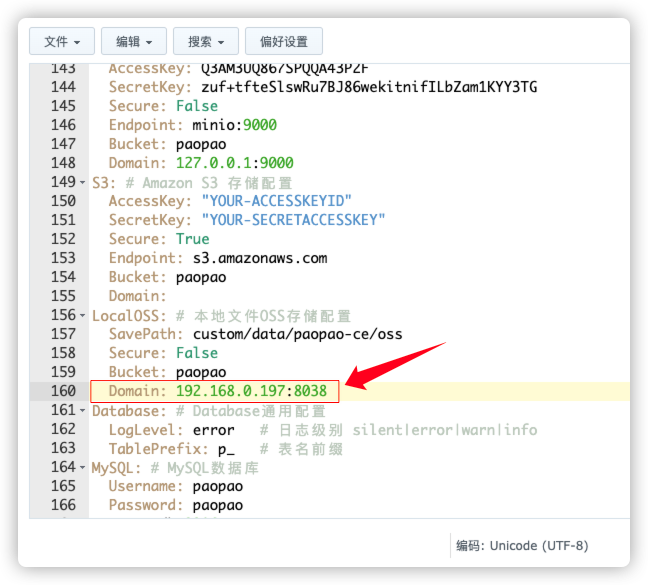 文件 编辑 搜索 偏好设置
143 AccessKey: Q3AM3UQ867SPQQA43P2F
144 SecretKey: zuf+tfteSlswRu7BJ86wekitnifILbZam1KYY3TG
145 Secure: False
146 Endpoint: minio:9000
147 Bucket: paopao
148 Domain: 127.0.0.1:9000
149 S3: # Amazon S3 存储配置
150 AccessKey: "YOUR-ACCESSKEYID"
151 SecretKey: "YOUR-SECRETACCESSKEY"
152 Secure: True
153 Endpoint: s3.amazonaws.com
154 Bucket: paopao
155 Domain:
156 LocalOSS: # 本地文件OSS存储配置
157 SavePath: custom/data/paopao-ce/oss
158 Secure: False
159 Bucket: paopao
160 Domain: 192.168.0.197:8038
161 Database: # Database通用配置
162 LogLevel: error # 日志级别 silent|error|warn|info
163 TablePrefix: p_ # 表名前缀
164 MySQL: # MySQL数据库
165 Username: paopao
166 Password: paopao
编码: Unicode (UTF-8)